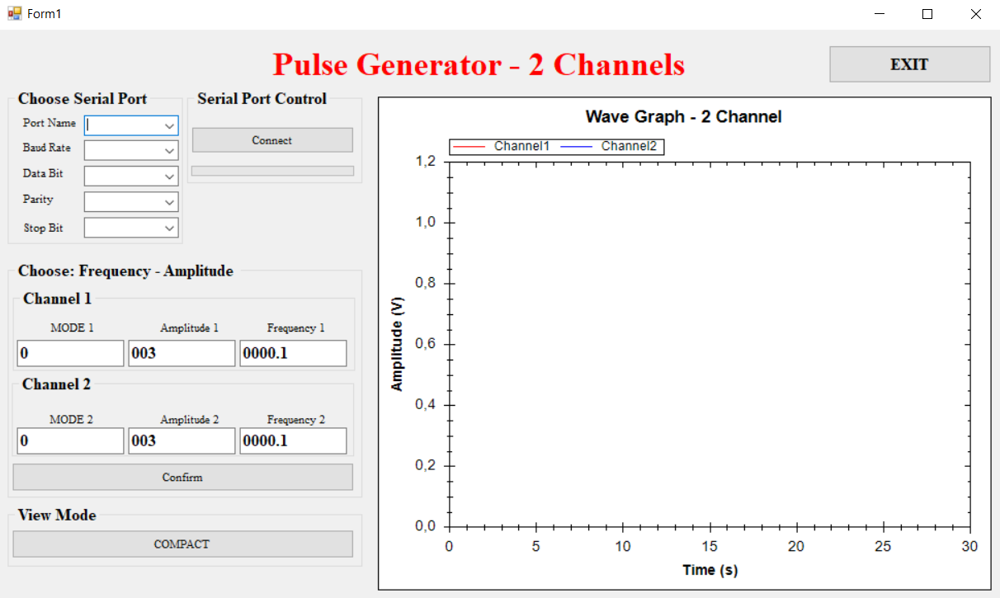 Form1
Pulse Generator - 2 Channels
EXIT
Choose Serial Port
Port Name
Baud Rate
Data Bit
Parity
Stop Bit
Serial Port Control
Connect
Choose: Frequency - Amplitude
Channel 1
MODE 1 Amplitude 1 Frequency 1
0 003 0000.1
Channel 2
MODE 2 Amplitude 2 Frequency 2
0 003 0000.1
Confirm
View Mode
COMPACT
Wave Graph - 2 Channel
Channel1 Channel2
Amplitude (V)
1,2
1,0
0,8
0,6
0,4
0,2
0,0
0 5 10 15 20 25 30
Time (s)